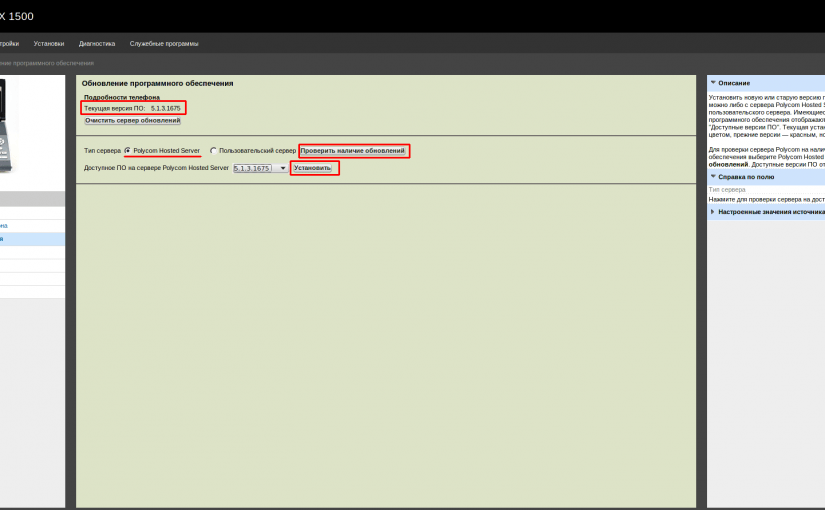 X 1500
тройки Установки Диагностика Служебные программы
ние программного обеспечения
Обновление программного обеспечения
Подробности телефона
Текущая версия ПО: 5.1.3.1675
Очистить сервер обновлений
Тип сервера Polycom Hosted Server Пользовательский сервер Проверить наличие обновлений
Доступное ПО на сервере Polycom Hosted Server 5.1.3.1675 Установить
на
я
Описание
Установить новую или старую версию п
можно либо с сервера Polycom Hosted S
пользовательского сервера. Имеющиес
программного обеспечения отображают
"Доступные версии ПО". Текущая устан
цветом, прежние версии — красным, но
Для проверки сервера Polycom на налич
обеспечения выберите Polycom Hosted
обновлений. Доступные версии ПО от
Справка по полю
Тип сервера
Нажмите для проверки сервера на дост
Настроенные значения источника